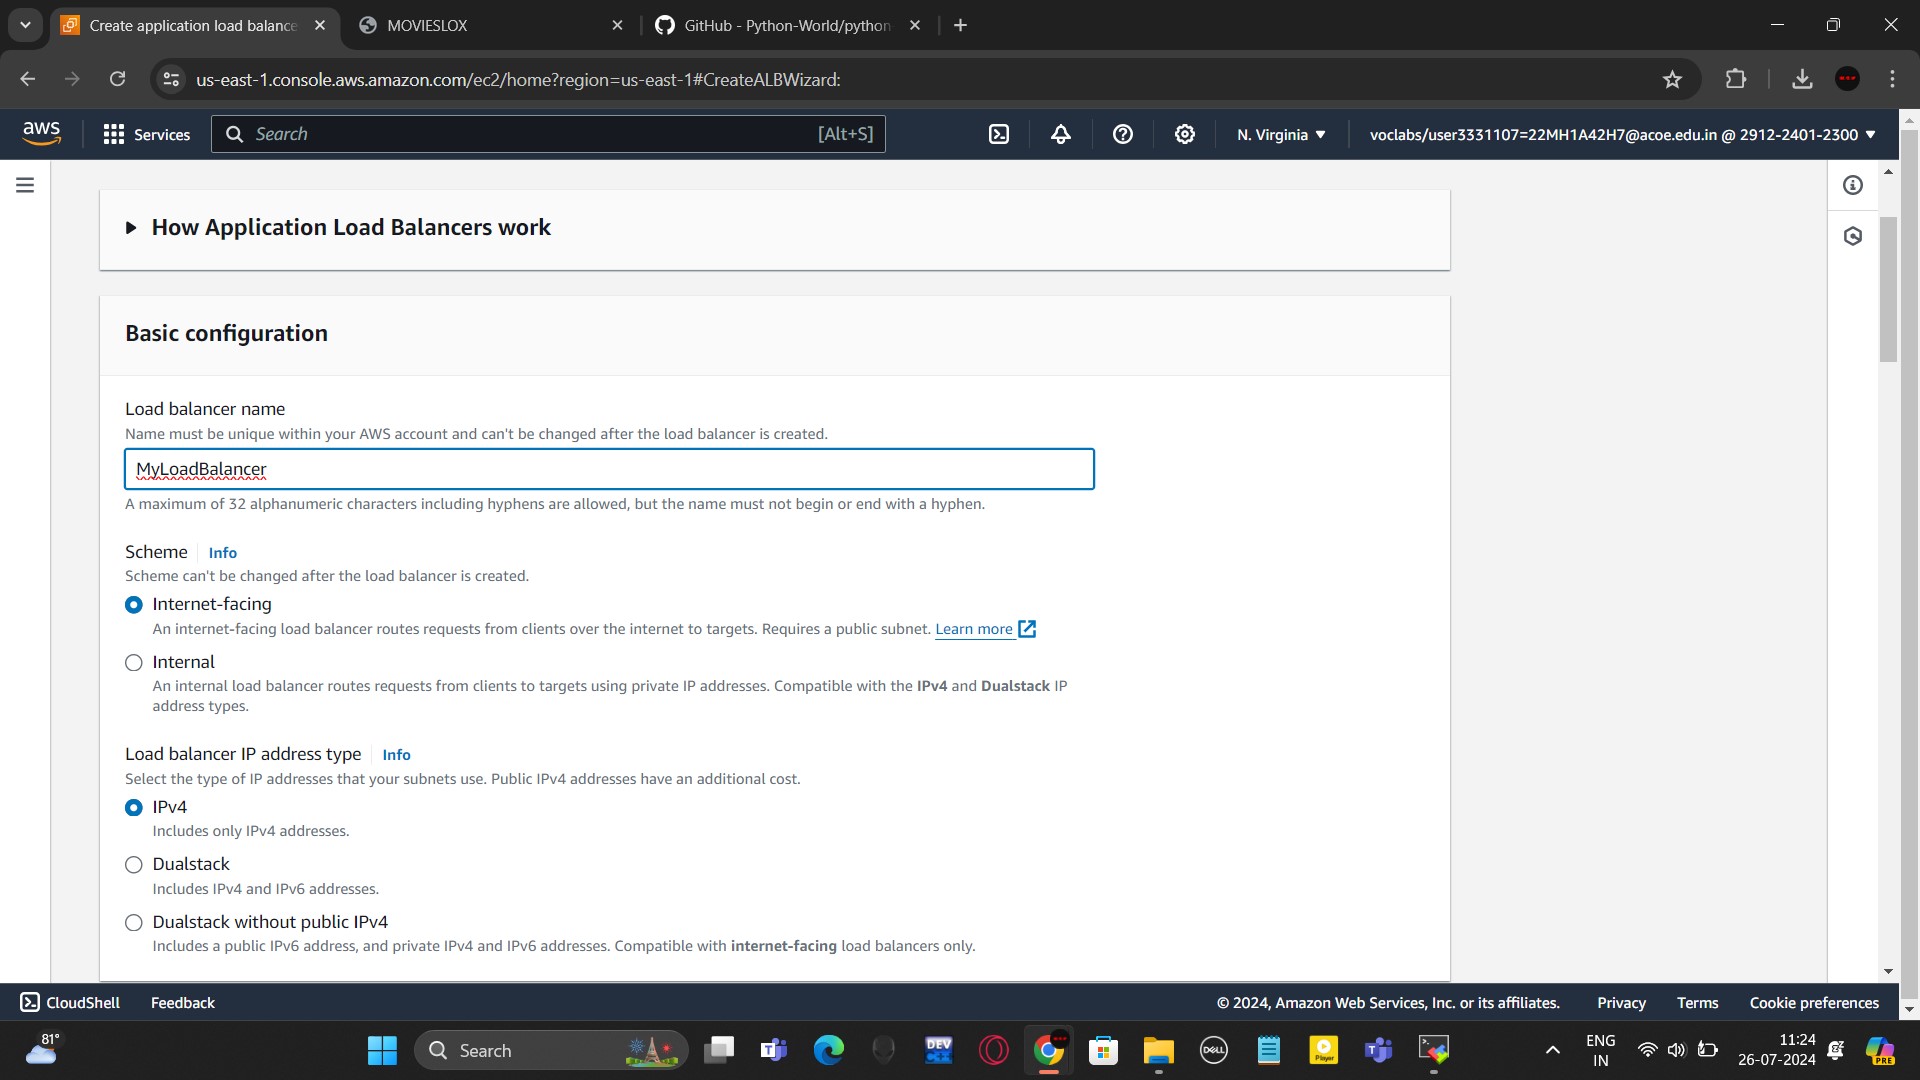 Create application load balance
MOVIESLOX
GitHub - Python-World/python
us-east-1.console.aws.amazon.com/ec2/home?region=us-east-1#CreateALBWizard:
aws
Services
Search
[Alt+S]
N. Virginia
voclabs/user3331107=22MH1A42H7@acoe.edu.in @ 2912-2401-2300
How Application Load Balancers work
Basic configuration
Load balancer name
Name must be unique within your AWS account and can't be changed after the load balancer is created.
MyLoadBalancer
A maximum of 32 alphanumeric characters including hyphens are allowed, but the name must not begin or end with a hyphen.
Scheme Info
Scheme can't be changed after the load balancer is created.
Internet-facing
An internet-facing load balancer routes requests from clients over the internet to targets. Requires a public subnet. Learn more
Internal
An internal load balancer routes requests from clients to targets using private IP addresses. Compatible with the IPv4 and Dualstack IP
address types.
Load balancer IP address type Info
Select the type of IP addresses that your subnets use. Public IPv4 addresses have an additional cost.
IPv4
Includes only IPv4 addresses.
Dualstack
Includes IPv4 and IPv6 addresses.
Dualstack without public IPv4
Includes a public IPv6 address, and private IPv4 and IPv6 addresses. Compatible with internet-facing load balancers only.
CloudShell
Feedback
© 2024, Amazon Web Services, Inc. or its affiliates.
Privacy
Terms
Cookie preferences
81°
Search
DEV
C++
DELL
Player
ENG
IN
11:24
26-07-2024
PRE